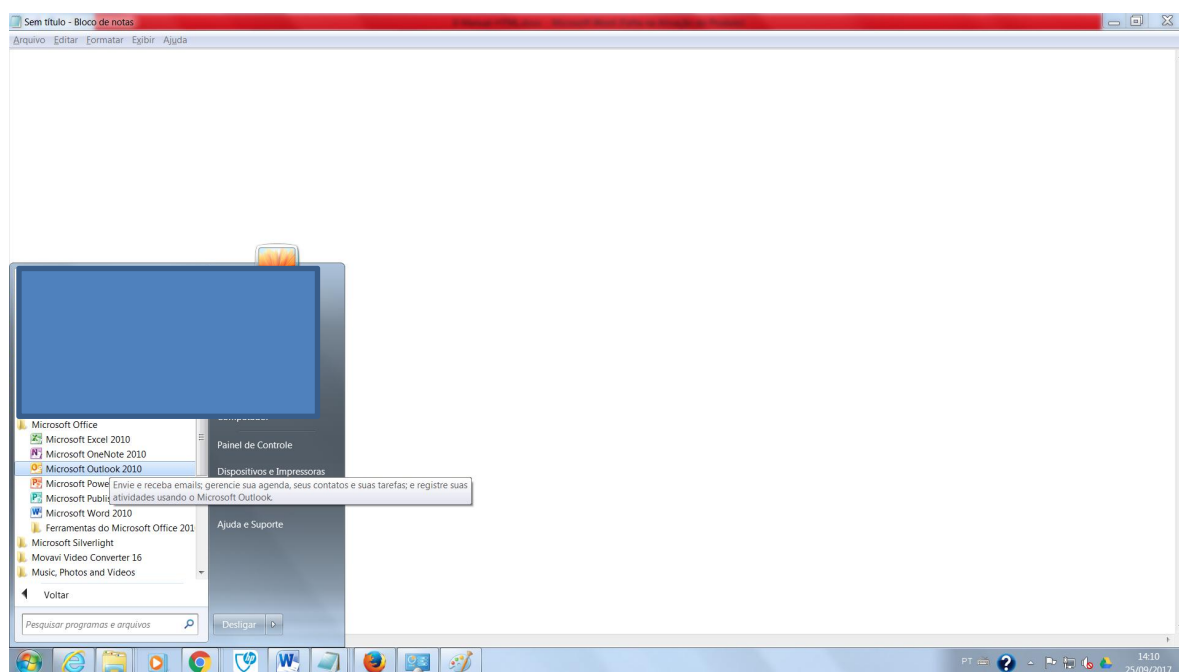 Sem título - Bloco de notas
Arquivo Editar Formatar Exibir Ajuda
Microsoft Office
Microsoft Excel 2010
Microsoft OneNote 2010
Microsoft Outlook 2010
Microsoft Powe
Microsoft Publis
Microsoft Word 2010
Ferramentas do Microsoft Office 201
Microsoft Silverlight
Movavi Video Converter 16
Music, Photos and Videos
Voltar
Pesquisar programas e arquivos
Painel de Controle
Dispositivos e Impressoras
Envie e receba emails; gerencie sua agenda, seus contatos e suas tarefas; e registre suas
atividades usando o Microsoft Outlook.
Ajuda e Suporte
Desligar
PT
14:10
25/09/2017